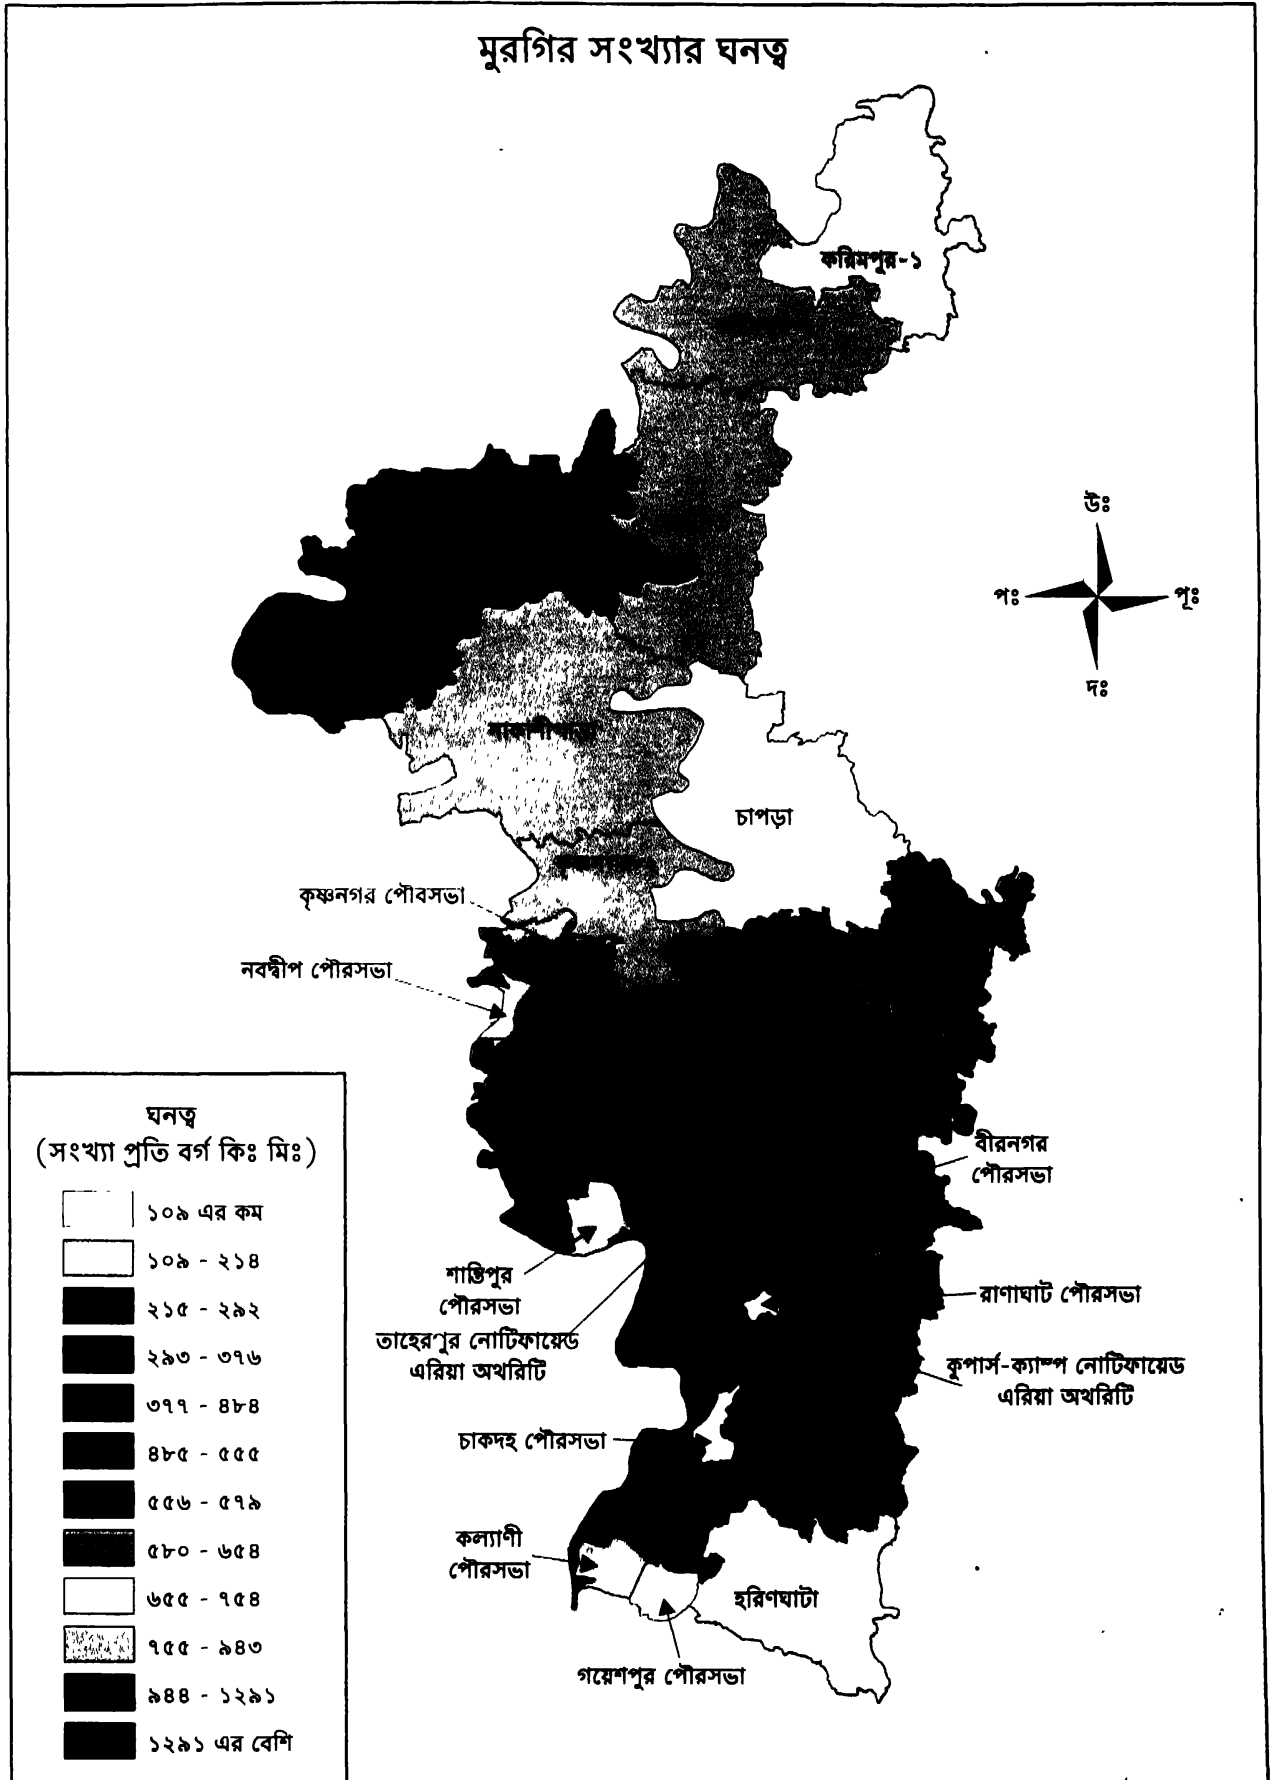 মুরগির সংখ্যার ঘনত্ব
করিমপুর-১
উঃ
পঃ
পূঃ
দঃ
চাপড়া
কৃষ্ণনগর পৌবসভা
নবদ্বীপ পৌরসভা
ঘনত্ব
(সংখ্যা প্রতি বর্গ কিঃ মিঃ)
১০৯ এর কম
১০৯ - ২১৪
২১৫ - ২৯২
২৯৩ - ৩৭৬
৩৭৭ - ৪৮৪
৪৮৫ - ৫৫৫
৫৫৬ - ৫৭৯
৫৮০ - ৬৫৪
৬৫৫ - ৭৫৪
৭৫৫ - ৯৪৩
৯৪৪ - ১২৯১
১২৯১ এর বেশি
বীরনগর
পৌরসভা
শান্তিপুর
পৌরসভা
রাণাঘাট পৌরসভা
তাহেরপুর নোটিফায়েড
এরিয়া অথরিটি
কুপার্স-ক্যাম্প নোটিফায়েড
এরিয়া অথরিটি
চাকদহ পৌরসভা
কল্যাণী
পৌরসভা
হরিণঘাটা
গয়েশপুর পৌরসভা